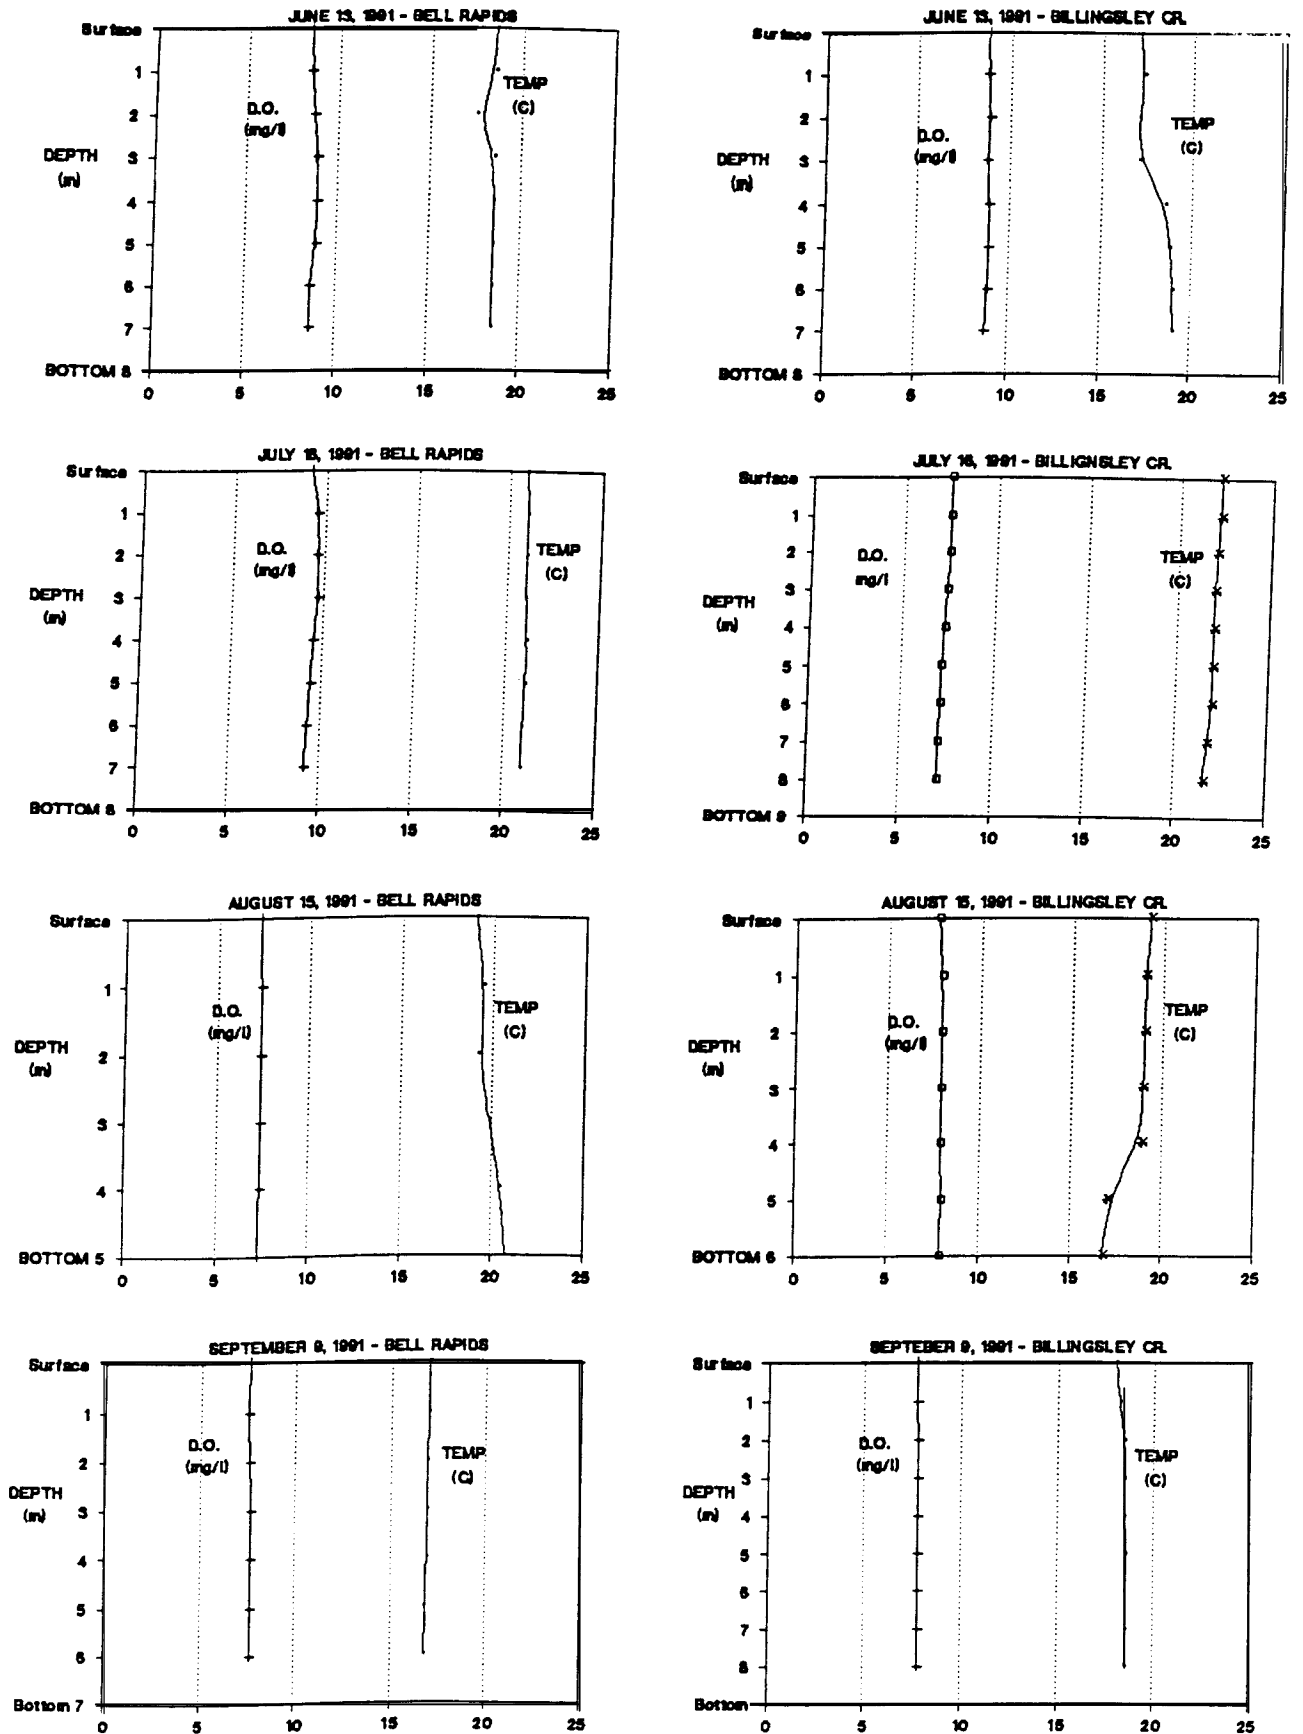 JUNE 13, 1991 - BELL RAPIDS
Surface
1
2
3
4
5
6
7
BOTTOM 8
DEPTH
(m)
D.O.
(mg/l)
TEMP
(C)
0 5 10 15 20 25
JUNE 13, 1991 - BILLINGSLEY CR.
Surface
1
2
3
4
5
6
7
BOTTOM 8
DEPTH
(m)
D.O.
(mg/l)
TEMP
(C)
0 5 10 15 20 25
JULY 16, 1991 - BELL RAPIDS
Surface
1
2
3
4
5
6
7
BOTTOM 8
DEPTH
(m)
D.O.
(mg/l)
TEMP
(C)
0 5 10 15 20 25
JULY 16, 1991 - BILLIGNSLEY CR.
Surface
1
2
3
4
5
6
7
8
BOTTOM 9
DEPTH
(m)
D.O.
mg/l
TEMP
(C)
0 5 10 15 20 25
AUGUST 15, 1991 - BELL RAPIDS
Surface
1
2
3
4
BOTTOM 5
DEPTH
(m)
D.O.
(mg/l)
TEMP
(C)
0 5 10 15 20 25
AUGUST 15, 1991 - BILLINGSLEY CR.
Surface
1
2
3
4
5
BOTTOM 6
DEPTH
(m)
D.O.
(mg/l)
TEMP
(C)
0 5 10 15 20 25
SEPTEMBER 9, 1991 - BELL RAPIDS
Surface
1
2
3
4
5
6
Bottom 7
DEPTH
(m)
D.O.
(mg/l)
TEMP
(C)
0 5 10 15 20 25
SEPTEBER 9, 1991 - BILLINGSLEY CR.
Surface
1
2
3
4
5
6
7
8
Bottom
DEPTH
(m)
D.O.
(mg/l)
TEMP
(C)
0 5 10 15 20 25